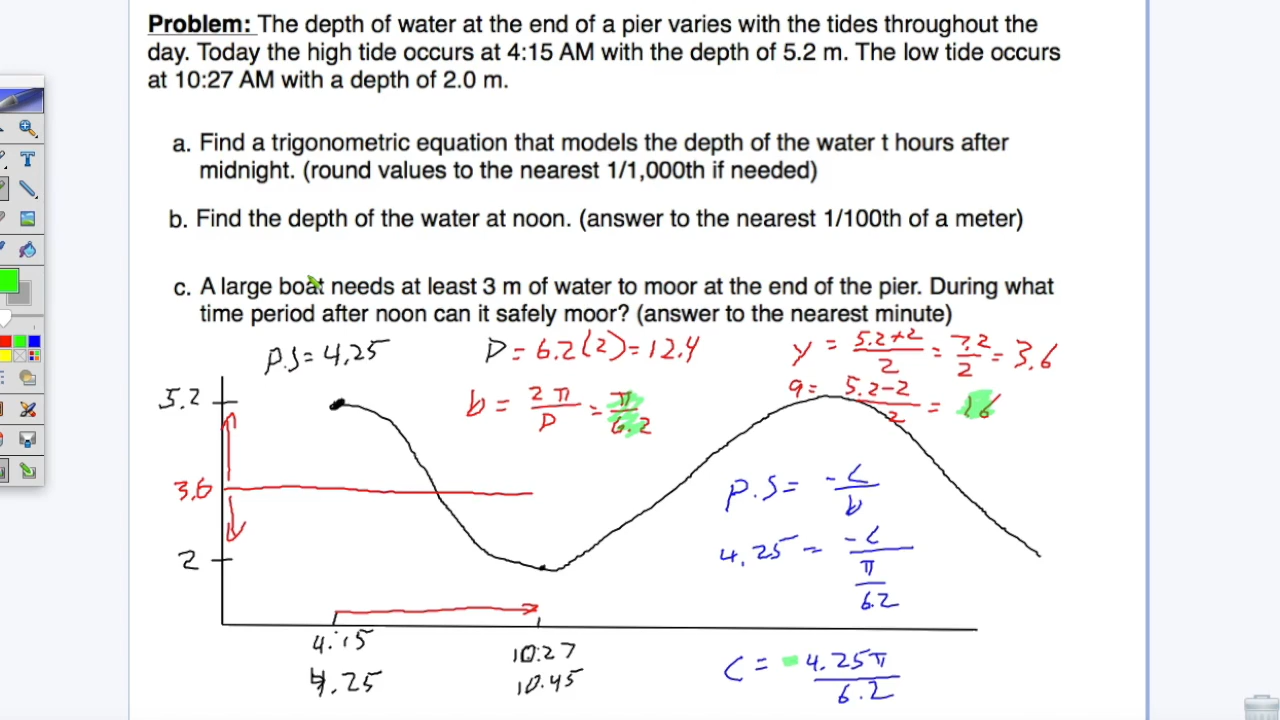 Problem: The depth of water at the end of a pier varies with the tides throughout the
day. Today the high tide occurs at 4:15 AM with the depth of 5.2 m. The low tide occurs
at 10:27 AM with a depth of 2.0 m.
a. Find a trigonometric equation that models the depth of the water t hours after
midnight. (round values to the nearest 1/1,000th if needed)
b. Find the depth of the water at noon. (answer to the nearest 1/100th of a meter)
c. A large boat needs at least 3 m of water to moor at the end of the pier. During what
time period after noon can it safely moor? (answer to the nearest minute)
P.S = 4.25
P = 6.2(2) = 12.4
y = 5.2+2/2 = 7.2/2 = 3.6
b = 2π/P = π/6.2
a = 5.2-2/2 = 1.6
5.2
3.6
2
P.S = -c/b
4.25 = -c/π/6.2
4:15
4.25
10:27
10.45
C = -4.25π/6.2
T